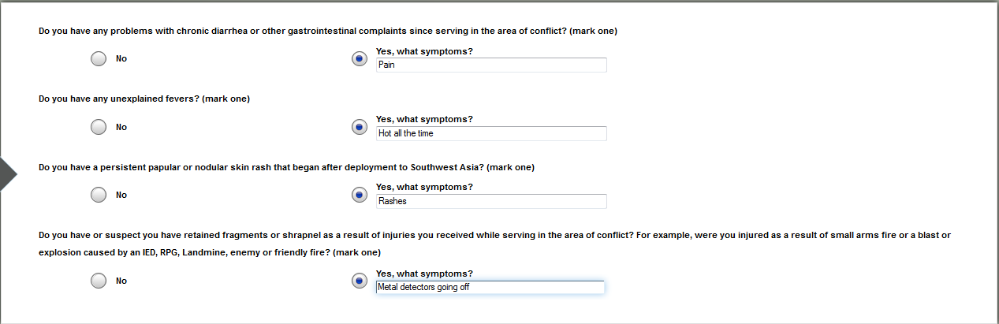 Do you have any problems with chronic diarrhea or other gastrointestinal complaints since serving in the area of conflict? (mark one)
No
Yes, what symptoms?
Pain
Do you have any unexplained fevers? (mark one)
No
Yes, what symptoms?
Hot all the time
Do you have a persistent papular or nodular skin rash that began after deployment to Southwest Asia? (mark one)
No
Yes, what symptoms?
Rashes
Do you have or suspect you have retained fragments or shrapnel as a result of injuries you received while serving in the area of conflict? For example, were you injured as a result of small arms fire or a blast or
explosion caused by an IED, RPG, Landmine, enemy or friendly fire? (mark one)
No
Yes, what symptoms?
Metal detectors going off